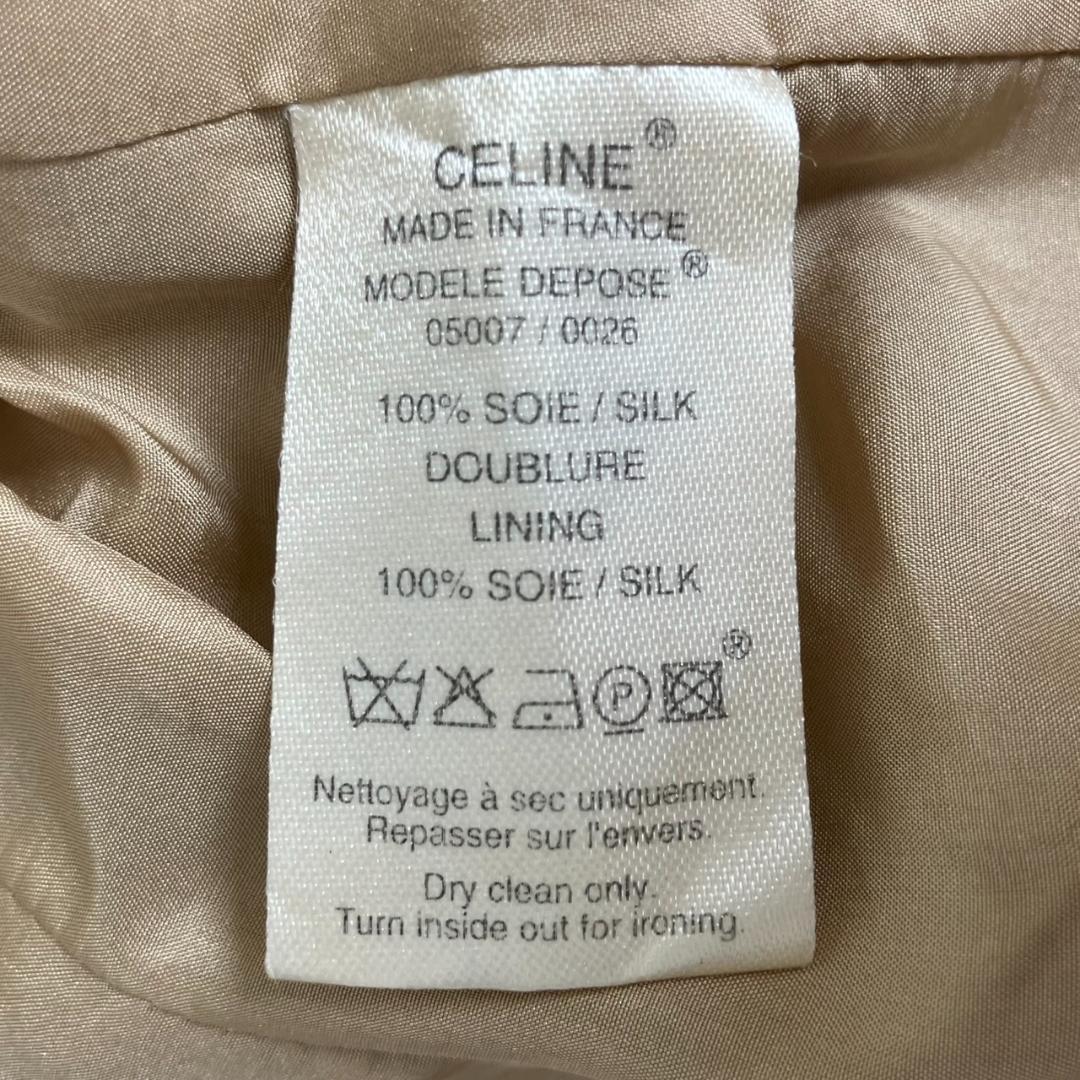 CELINE®
MADE IN FRANCE
MODELE DEPOSE®
05007 / 0026
100% SOIE / SILK
DOUBLURE
LINING
100% SOIE / SILK
P ®
Nettoyage à sec uniquement.
Repasser sur l'envers.
Dry clean only.
Turn inside out for ironing.